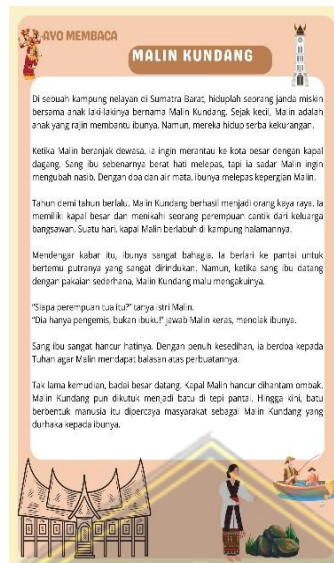 AYO MEMBACA
MALIN KUNDANG
Di sebuah kampung nelayan di Sumatra Barat, hiduplah seorang janda miskin
bersama anak laki-lakinya bernama Malin Kundang. Sejak kecil, Malin adalah
anak yang rajin membantu ibunya. Namun, mereka hidup serba kekurangan.
Ketika Malin beranjak dewasa, ia ingin merantau ke kota besar dengan kapal
dagang. Sang ibu sebenarnya berat hati melepas, tapi ia sadar Malin ingin
mengubah nasib. Dengan doa dan air mata, ibunya melepas kepergian Malin.
Tahun demi tahun berlalu. Malin Kundang berhasil menjadi orang kaya raya. Ia
memiliki kapal besar dan menikahi seorang perempuan cantik dari keluarga
bangsawan. Suatu hari, kapal Malin berlabuh di kampung halamannya.
Mendengar kabar itu, ibunya sangat bahagia. Ia berlari ke pantai untuk
bertemu putranya yang sangat dirindukan. Namun, ketika sang ibu datang
dengan pakaian sederhana, Malin Kundang malu mengakuinya.
"Siapa perempuan tua itu?" tanya istri Malin.
"Dia hanya pengemis, bukan ibuku!" jawab Malin keras, menolak ibunya.
Sang ibu sangat hancur hatinya. Dengan penuh kesedihan, ia berdoa kepada
Tuhan agar Malin mendapat balasan atas perbuatannya.
Tak lama kemudian, badai besar datang. Kapal Malin hancur dihantam ombak.
Malin Kundang pun dikutuk menjadi batu di tepi pantai. Hingga kini, batu
berbentuk manusia itu dipercaya masyarakat sebagai Malin Kundang yang
durhaka kepada ibunya.